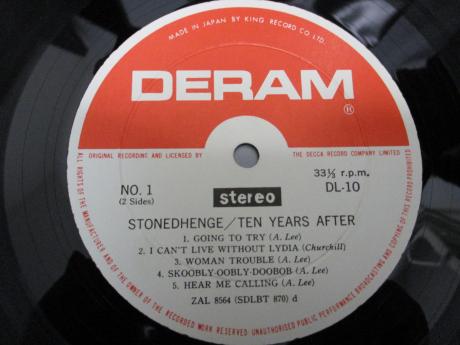 MADE IN JAPAN BY KING RECORD CO LTD.
DERAM®
ORIGINAL RECORDING AND LICENSED BY THE DECCA RECORD COMPANY LIMITED
ALL RIGHTS OF THE MANUFACTURER AND OF THE OWNER OF THE RECORDED WORK RESERVED UNAUTHORISED PUBLIC PERFORMANCE BROADCASTING AND COPYING OF THIS RECORD PROHIBITED
NO. 1 33⅓ r.p.m.
(2 Sides) stereo DL-10
STONEDHENGE/TEN YEARS AFTER
1. GOING TO TRY (A. Lee)
2. I CAN'T LIVE WITHOUT LYDIA (Churchill)
3. WOMAN TROUBLE (A. Lee)
4. SKOOBLY-OOBLY-DOOBOB (A. Lee)
5. HEAR ME CALLING (A. Lee)
ZAL 8564 (SDLBT 870) d